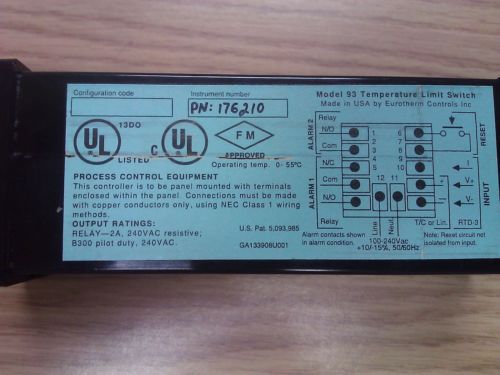 Configuration code
Instrument number
PN: 176210
Model 93 Temperature Limit Switch
Made in USA by Eurotherm Controls Inc
UL
13DO
LISTED
C
UL
FM
APPROVED
Operating temp. 0- 55°C
PROCESS CONTROL EQUIPMENT
This controller is to be panel mounted with terminals
enclosed within the panel. Connections must be made
with copper conductors only, using NEC Class 1 wiring
methods.
OUTPUT RATINGS:
RELAY—2A, 240VAC resistive;
B300 pilot duty, 240VAC.
U.S. Pat. 5,093,985
GA133908U001
ALARM 2
Relay
N/O
Com
N/C
1
2
3
4
5
6
7
8
9
10
RESET
ALARM 1
N/C
Com
N/O
Relay
12
11
Line
Neut.
100-240Vac
+10/-15%, 50/60Hz
I
V+
V-
INPUT
T/C or Lin.
RTD-3
Alarm contacts shown
in alarm condition.
Note: Reset circuit not
isolated from input.